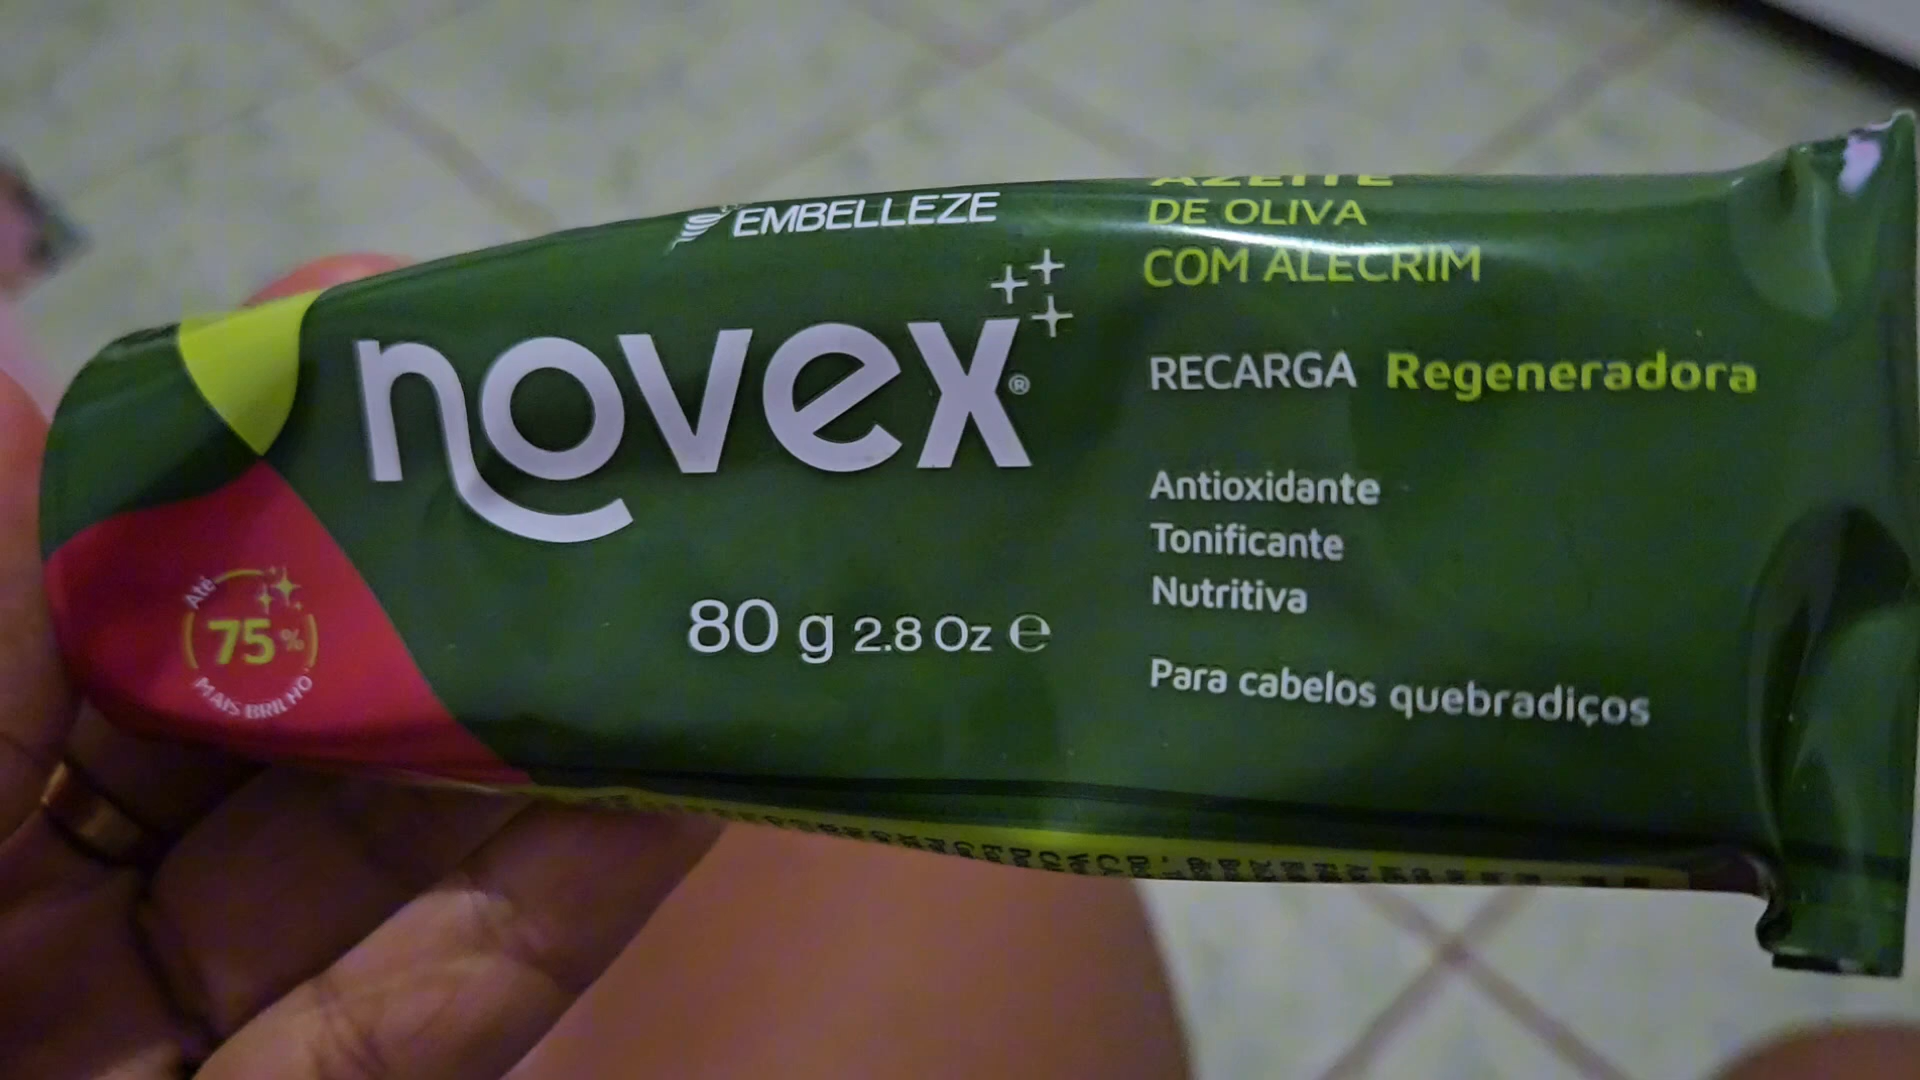 EMBELLEZE
novex®
80 g 2.8 Oz ℮
Até
75%
MAIS BRILHO
AZEITE
DE OLIVA
COM ALECRIM
RECARGA Regeneradora
Antioxidante
Tonificante
Nutritiva
Para cabelos quebradiços